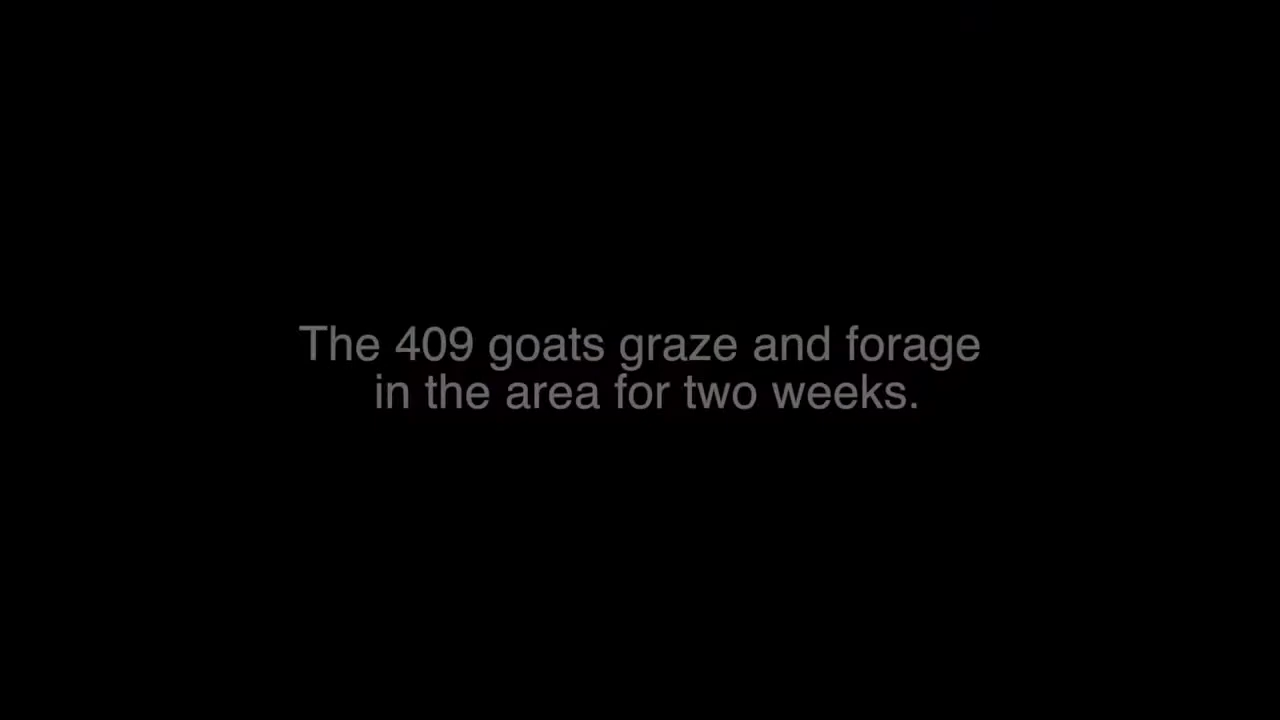 The 409 goats graze and forage
in the area for two weeks.